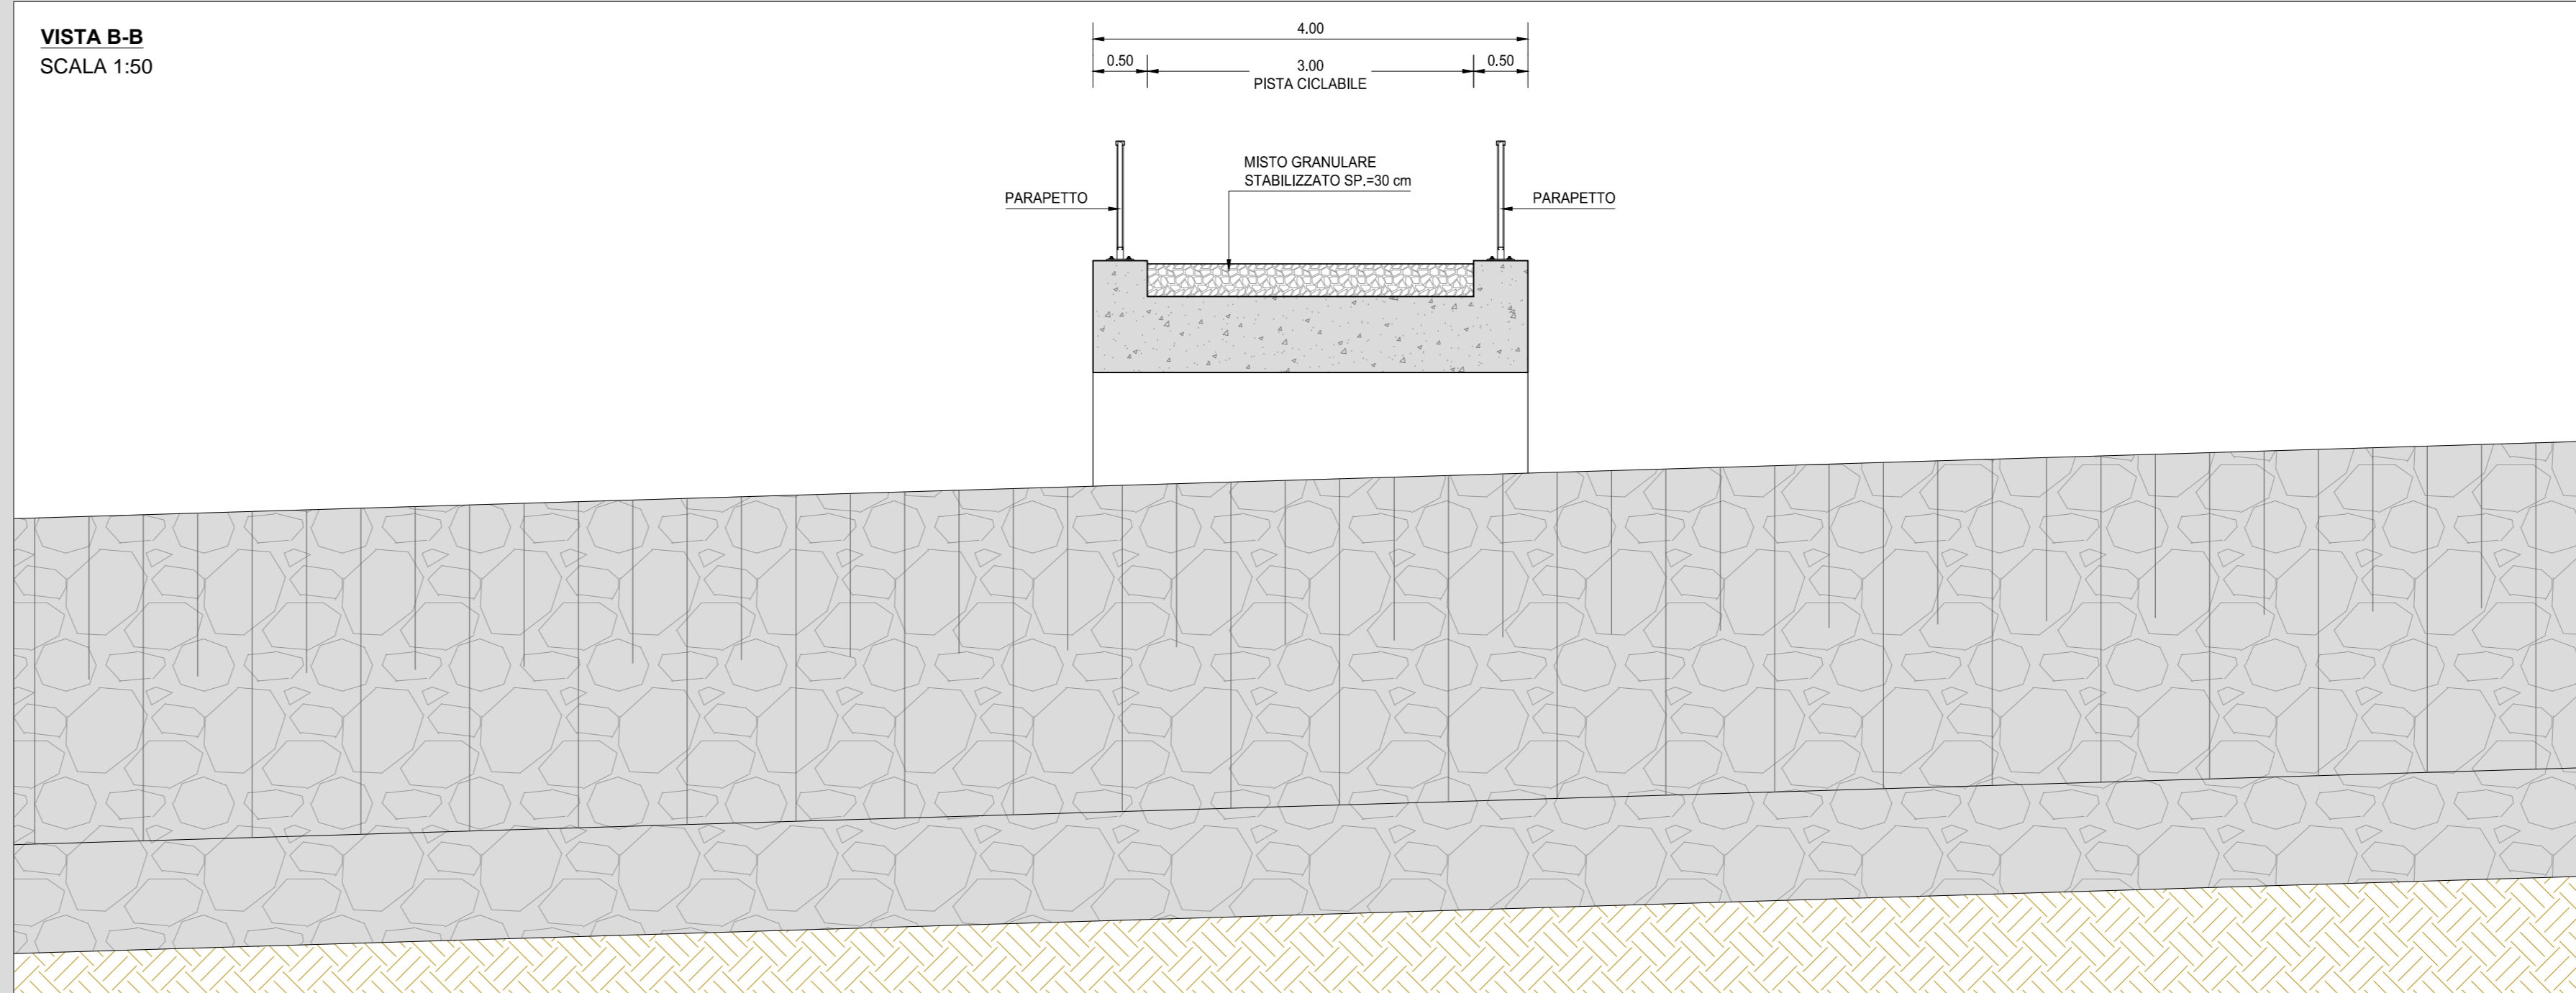 VISTA B-B
SCALA 1:50
4.00
0.50
3.00
0.50
PISTA CICLABILE
MISTO GRANULARE
STABILIZZATO SP.=30 cm
PARAPETTO
PARAPETTO